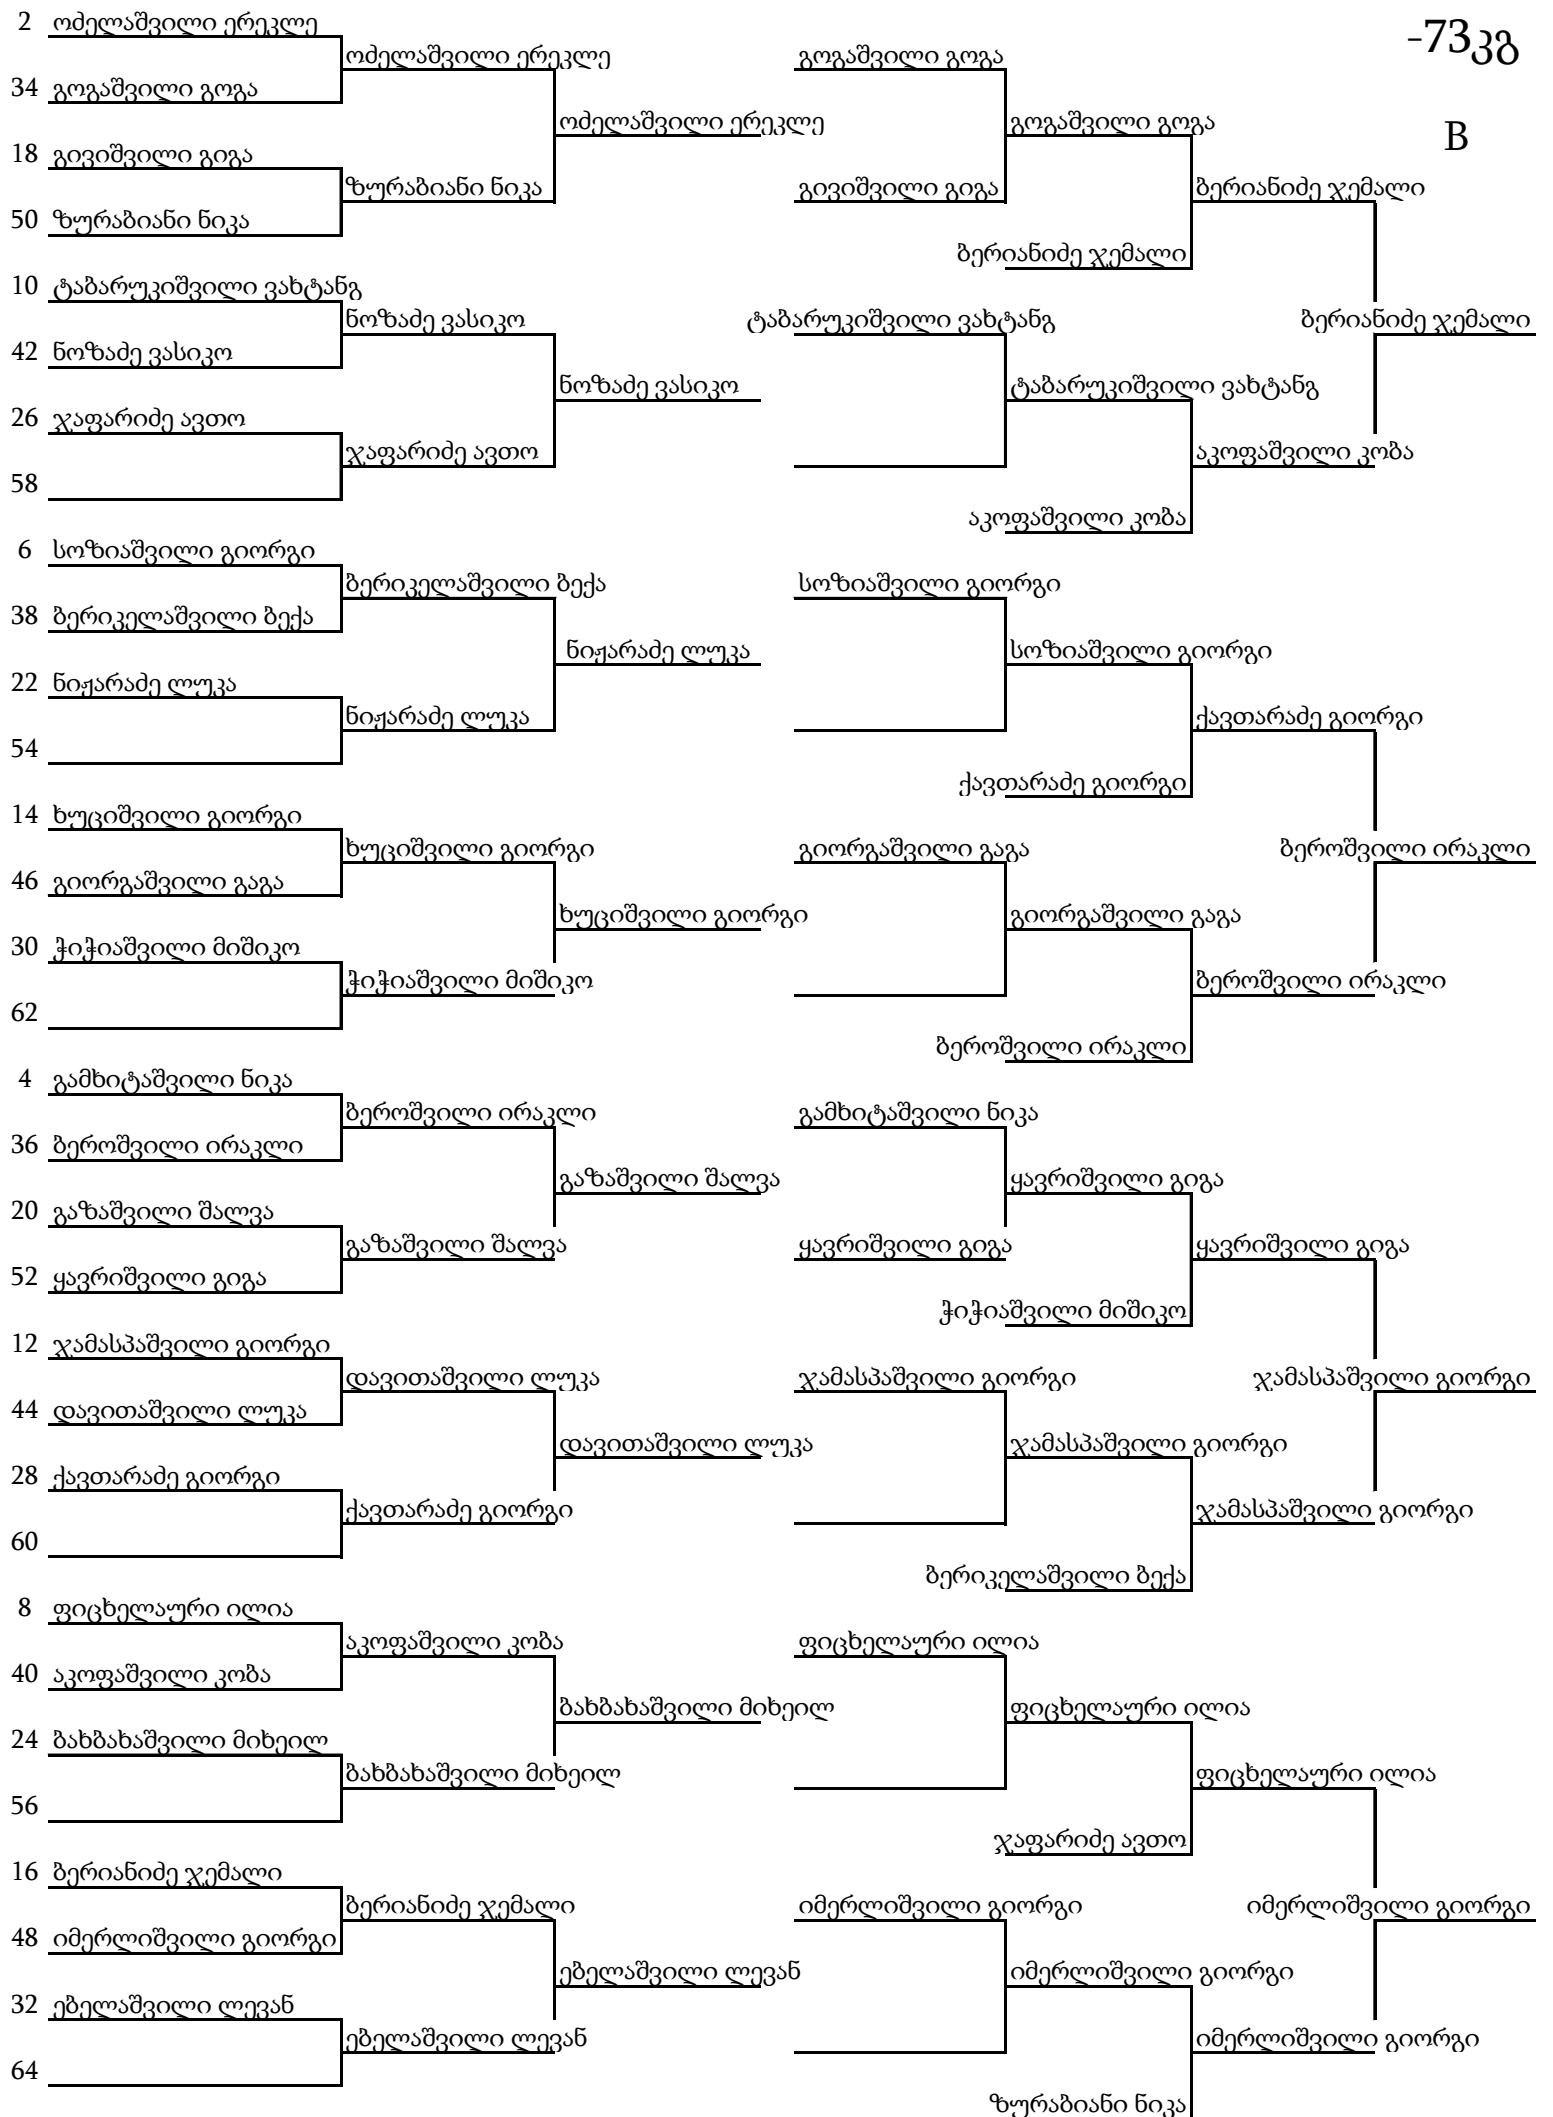 2 ოძელაშვილი ერეკლე
-73კგ
ოძელაშვილი ერეკლე გოგაშვილი გოგა
34 გოგაშვილი გოგა
ოძელაშვილი ერეკლე გოგაშვილი გოგა
B
18 გივიშვილი გიგა
ზურაბიანი ნიკა გივიშვილი გიგა ბერიანიძე ჯემალი
50 ზურაბიანი ნიკა
ბერიანიძე ჯემალი
10 ტაბარუკიშვილი ვახტანგ
ნოზაძე ვასიკო ტაბარუკიშვილი ვახტანგ ბერიანიძე ჯემალი
42 ნოზაძე ვასიკო
ნოზაძე ვასიკო ტაბარუკიშვილი ვახტანგ
26 ჯაფარიძე ავთო
ჯაფარიძე ავთო აკოფაშვილი კობა
58
აკოფაშვილი კობა
6 სოზიაშვილი გიორგი
ბერიკელაშვილი ბექა სოზიაშვილი გიორგი
38 ბერიკელაშვილი ბექა
ნიჟარაძე ლუკა სოზიაშვილი გიორგი
22 ნიჟარაძე ლუკა
ნიჟარაძე ლუკა ქავთარაძე გიორგი
54
ქავთარაძე გიორგი
14 ხუციშვილი გიორგი
ხუციშვილი გიორგი გიორგაშვილი გაგა ბეროშვილი ირაკლი
46 გიორგაშვილი გაგა
ხუციშვილი გიორგი გიორგაშვილი გაგა
30 ჭიჭიაშვილი მიშიკო
ჭიჭიაშვილი მიშიკო ბეროშვილი ირაკლი
62
ბეროშვილი ირაკლი
4 გამხიტაშვილი ნიკა
ბეროშვილი ირაკლი გამხიტაშვილი ნიკა
36 ბეროშვილი ირაკლი
გაზაშვილი შალვა ყავრიშვილი გიგა
20 გაზაშვილი შალვა
გაზაშვილი შალვა ყავრიშვილი გიგა ყავრიშვილი გიგა
52 ყავრიშვილი გიგა
ჭიჭიაშვილი მიშიკო
12 ჯამასპაშვილი გიორგი
დავითაშვილი ლუკა ჯამასპაშვილი გიორგი ჯამასპაშვილი გიორგი
44 დავითაშვილი ლუკა
დავითაშვილი ლუკა ჯამასპაშვილი გიორგი
28 ქავთარაძე გიორგი
ქავთარაძე გიორგი ჯამასპაშვილი გიორგი
60
ბერიკელაშვილი ბექა
8 ფიცხელაური ილია
აკოფაშვილი კობა ფიცხელაური ილია
40 აკოფაშვილი კობა
ბახბახაშვილი მიხეილ ფიცხელაური ილია
24 ბახბახაშვილი მიხეილ
ბახბახაშვილი მიხეილ ფიცხელაური ილია
56
ჯაფარიძე ავთო
16 ბერიანიძე ჯემალი
ბერიანიძე ჯემალი იმერლიშვილი გიორგი იმერლიშვილი გიორგი
48 იმერლიშვილი გიორგი
ებელაშვილი ლევან იმერლიშვილი გიორგი
32 ებელაშვილი ლევან
ებელაშვილი ლევან იმერლიშვილი გიორგი
64
ზურაბიანი ნიკა